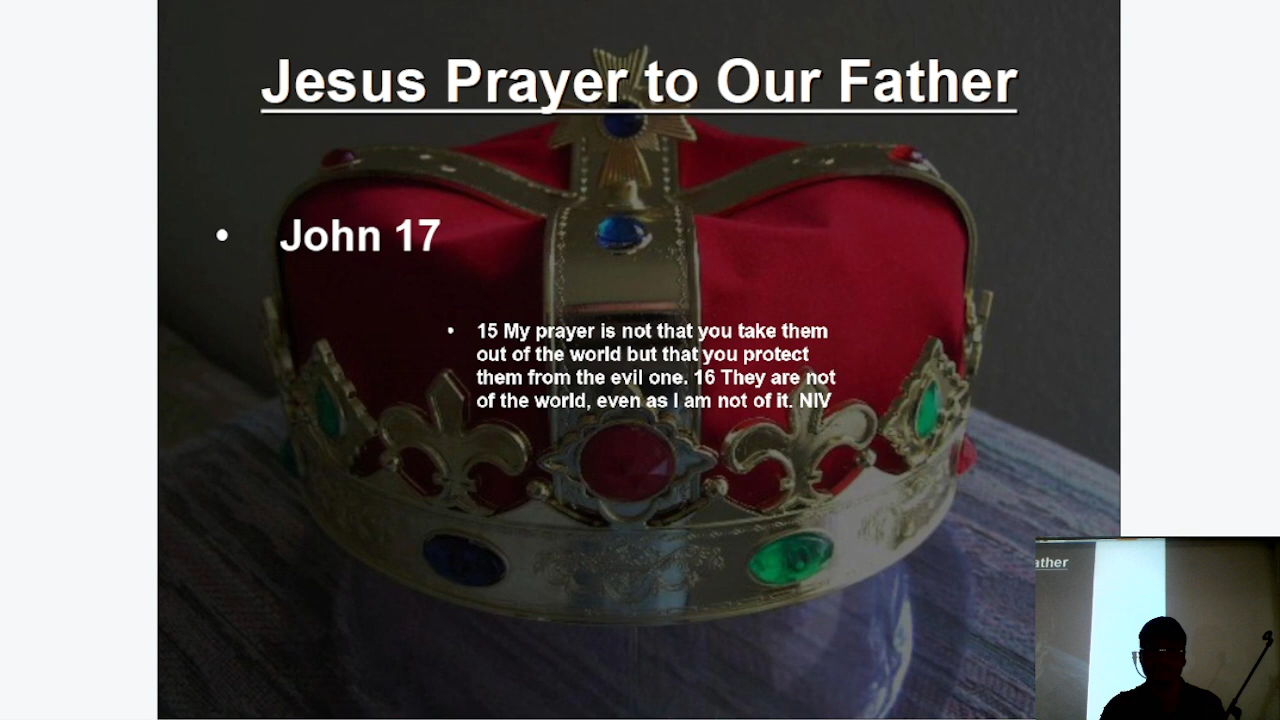 Jesus Prayer to Our Father
• John 17
• 15 My prayer is not that you take them
out of the world but that you protect
them from the evil one. 16 They are not
of the world, even as I am not of it. NIV
ather